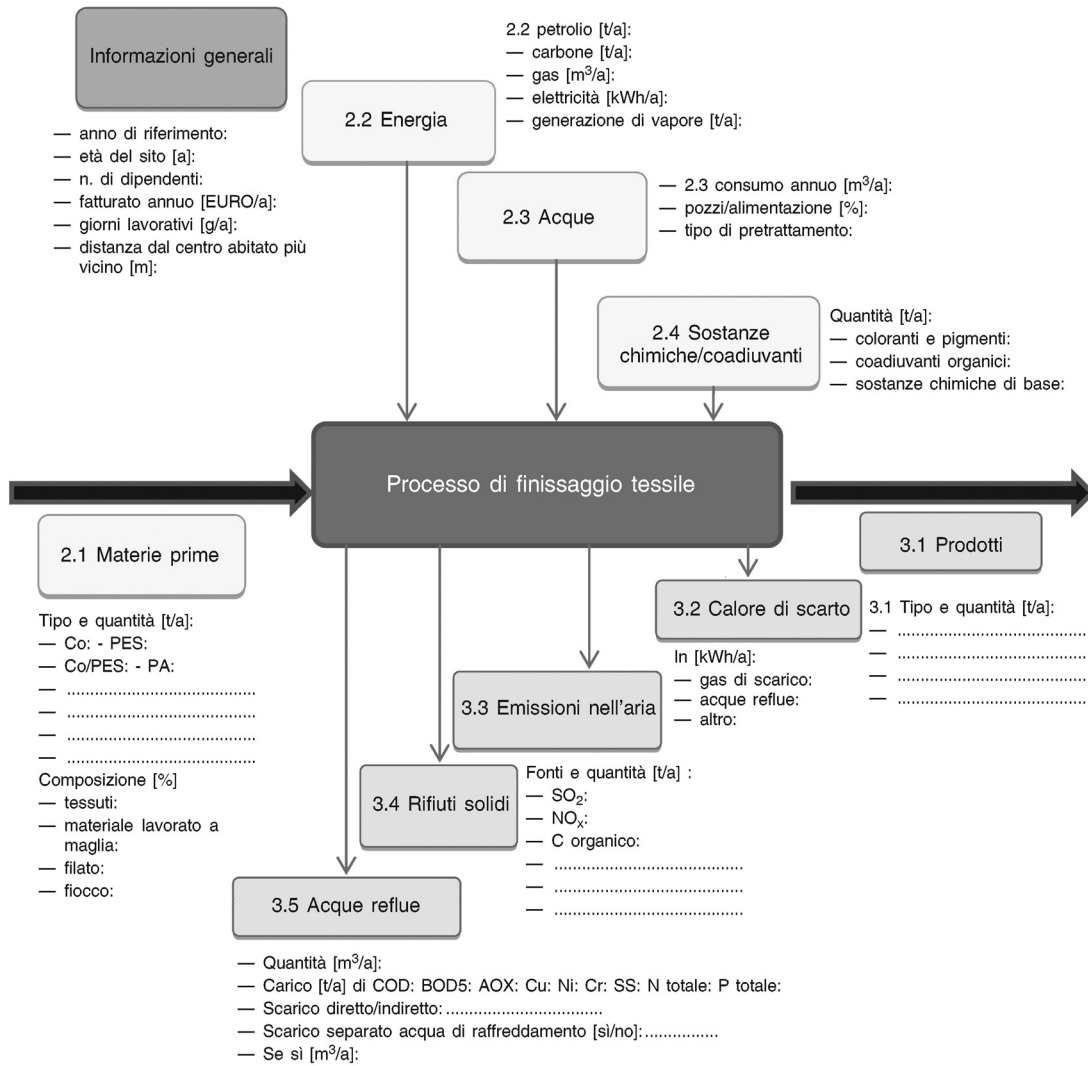 Informazioni generali
— anno di riferimento:
— età del sito [a]:
— n. di dipendenti:
— fatturato annuo [EURO/a]:
— giorni lavorativi [g/a]:
— distanza dal centro abitato più
vicino [m]:
2.2 Energia
2.2 petrolio [t/a]:
— carbone [t/a]:
— gas [m³/a]:
— elettricità [kWh/a]:
— generazione di vapore [t/a]:
2.3 Acque
— 2.3 consumo annuo [m³/a]:
— pozzi/alimentazione [%]:
— tipo di pretrattamento:
2.4 Sostanze
chimiche/coadiuvanti
Quantità [t/a]:
— coloranti e pigmenti:
— coadiuvanti organici:
— sostanze chimiche di base:
Processo di finissaggio tessile
2.1 Materie prime
Tipo e quantità [t/a]:
— Co: - PES:
— Co/PES: - PA:
— ..........................................
— ..........................................
— ..........................................
— ..........................................
Composizione [%]
— tessuti:
— materiale lavorato a
maglia:
— filato:
— fiocco:
3.1 Prodotti
3.1 Tipo e quantità [t/a]:
— ..........................................
— ..........................................
— ..........................................
— ..........................................
3.2 Calore di scarto
In [kWh/a]:
— gas di scarico:
— acque reflue:
— altro:
3.3 Emissioni nell'aria
Fonti e quantità [t/a] :
— SO₂:
— NOₓ:
— C organico:
— ..........................................
— ..........................................
— ..........................................
3.4 Rifiuti solidi
3.5 Acque reflue
— Quantità [m³/a]:
— Carico [t/a] di COD: BOD5: AOX: Cu: Ni: Cr: SS: N totale: P totale:
— Scarico diretto/indiretto: ..................................
— Scarico separato acqua di raffreddamento [sì/no]:................
— Se sì [m³/a]: